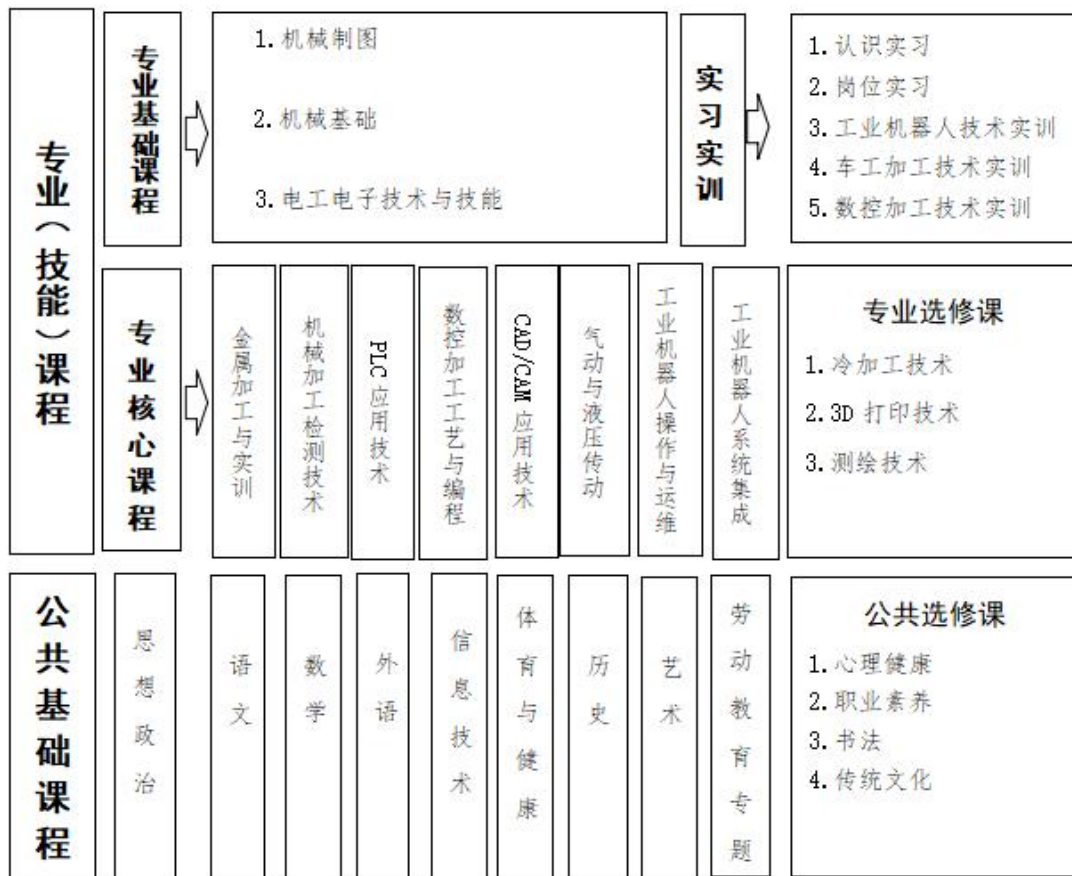 专业（技能）课程
专业基础课程
1.机械制图
2.机械基础
3.电工电子技术与技能
实习实训
1.认识实习
2.岗位实习
3.工业机器人技术实训
4.车工加工技术实训
5.数控加工技术实训
专业核心课程
金属加工与实训
机械加工检测技术
PLC 应用技术
数控加工工艺与编程
CAD/CAM 应用技术
气动与液压传动
工业机器人操作与运维
工业机器人系统集成
专业选修课
1.冷加工技术
2.3D 打印技术
3.测绘技术
公共基础课程
思想政治
语文
数学
外语
信息技术
体育与健康
历史
艺术
劳动教育专题
公共选修课
1.心理健康
2.职业素养
3.书法
4.传统文化